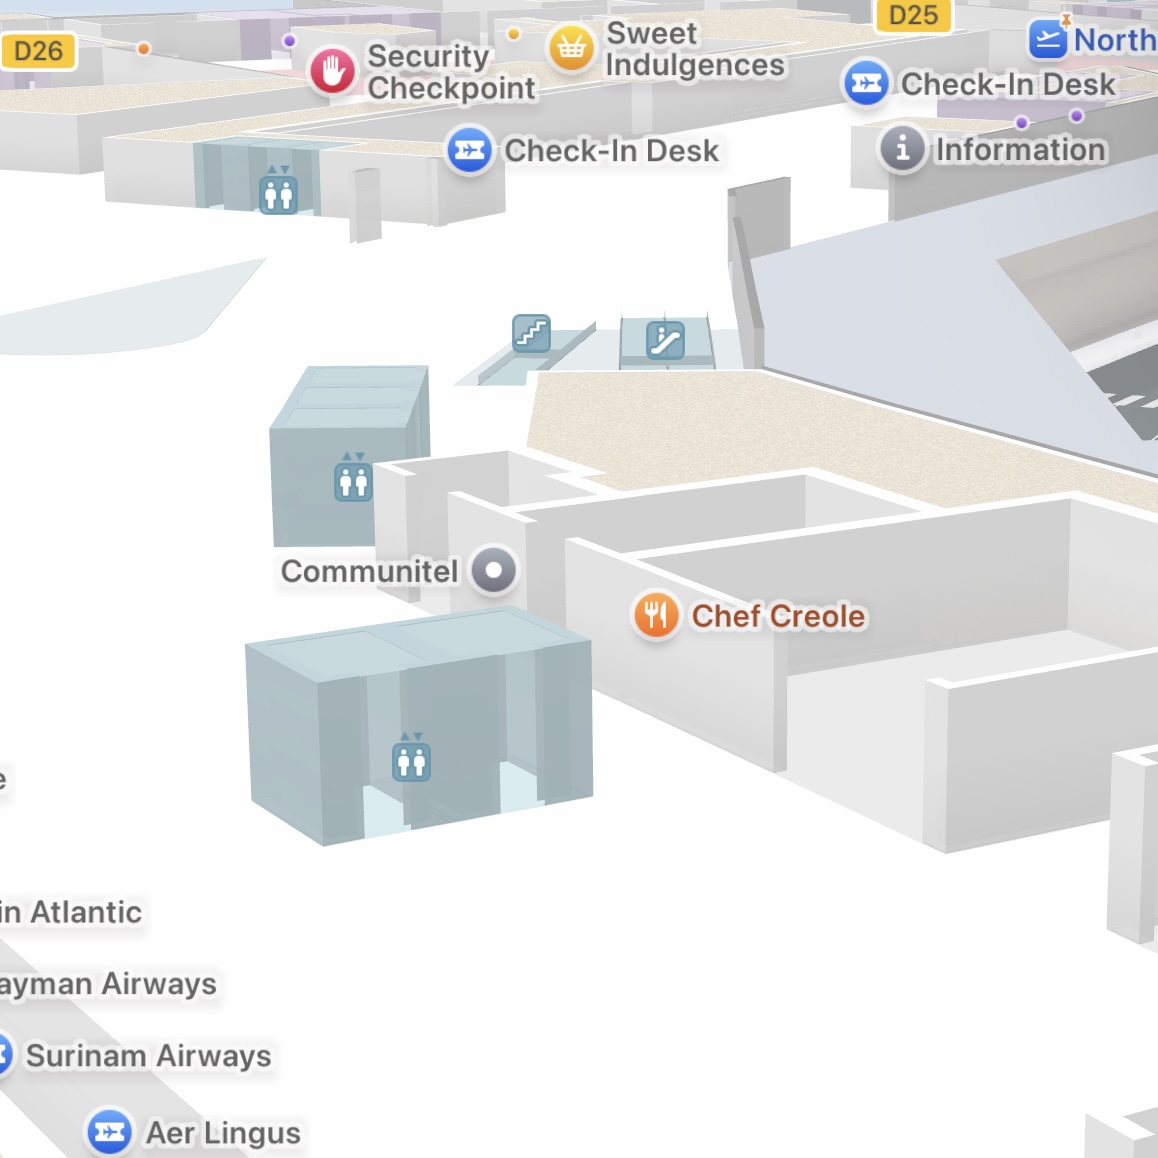 D26
Security
Checkpoint
Sweet
Indulgences
D25
North
Check-In Desk
Check-In Desk
Information
Communitel
Chef Creole
in Atlantic
ayman Airways
Surinam Airways
Aer Lingus